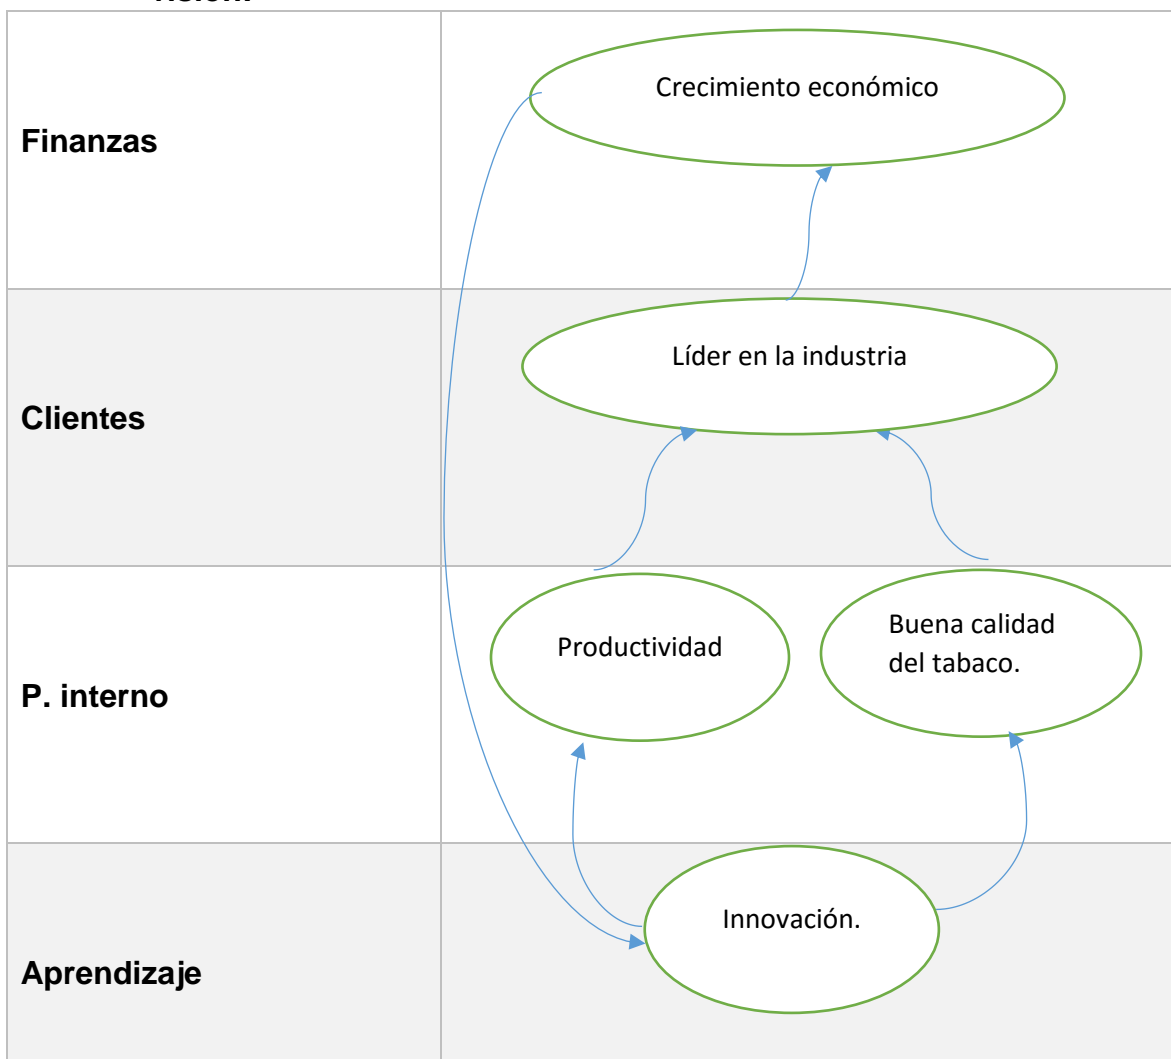 Finanzas
Crecimiento económico
Clientes
Líder en la industria
P. interno
Productividad
Buena calidad
del tabaco.
Aprendizaje
Innovación.